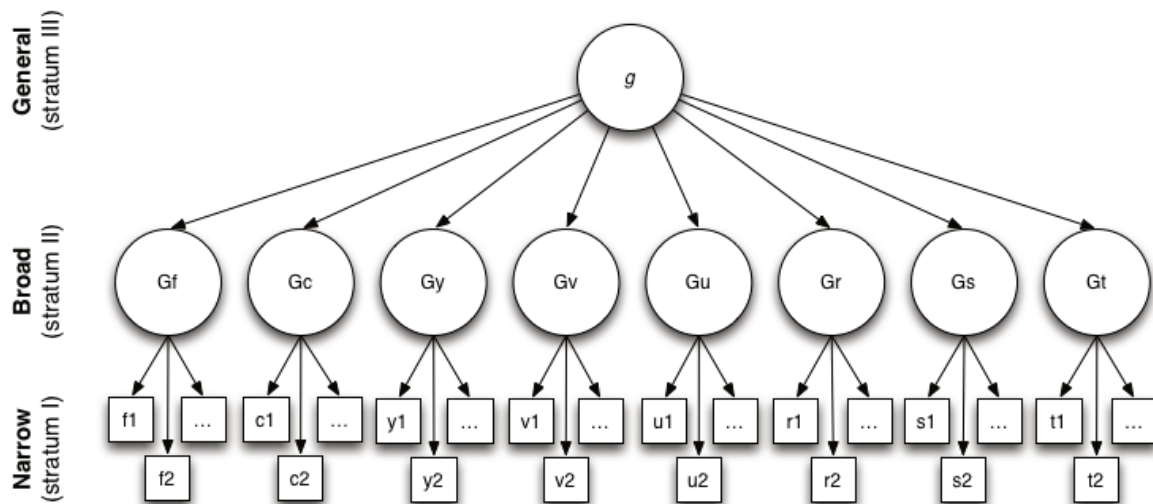 General
(stratum III)
g
Broad
(stratum II)
Gf
Gc
Gy
Gv
Gu
Gr
Gs
Gt
Narrow
(stratum I)
f1
...
c1
...
y1
...
v1
...
u1
...
r1
...
s1
...
t1
...
f2
c2
y2
v2
u2
r2
s2
t2